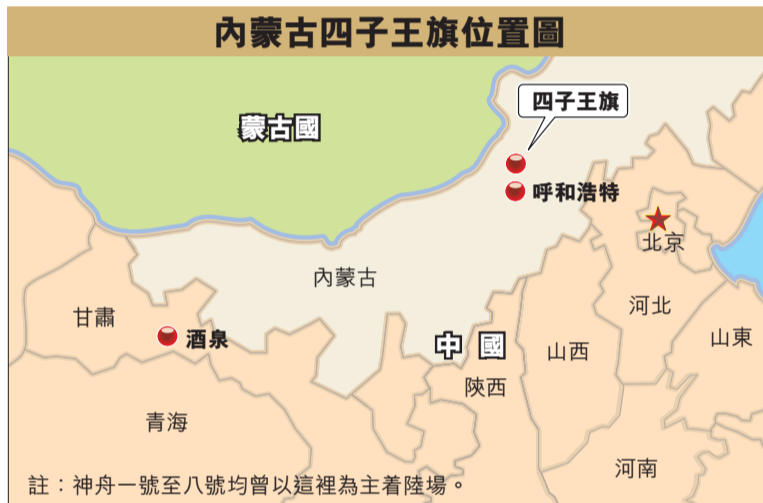 內蒙古四子王旗位置圖
四子王旗
蒙古國
呼和浩特
北京
內蒙古
河北
甘肅
酒泉
中國
山西
山東
陝西
青海
河南
註：神舟一號至八號均曾以這裡為主着陸場。